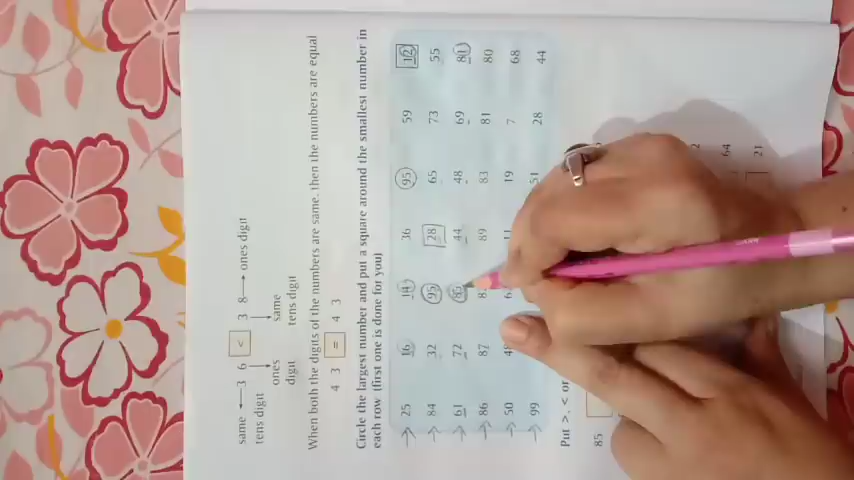 same ← 3 6 < 3 8 → ones digit
tens digit ones digit same tens digit
When both the digits of the numbers are same, then the numbers are equal
4 3 = 4 3
Circle the largest number and put a square around the smallest number in
each row (first one is done for you)
25 16 14 36 95 59 12
84 32 95 28 65 73 55
61 72 85 44 48 69 81
86 87 89 83 81 80
50 19 7 68
99 51 28 44
Put >, < or
85
64
21